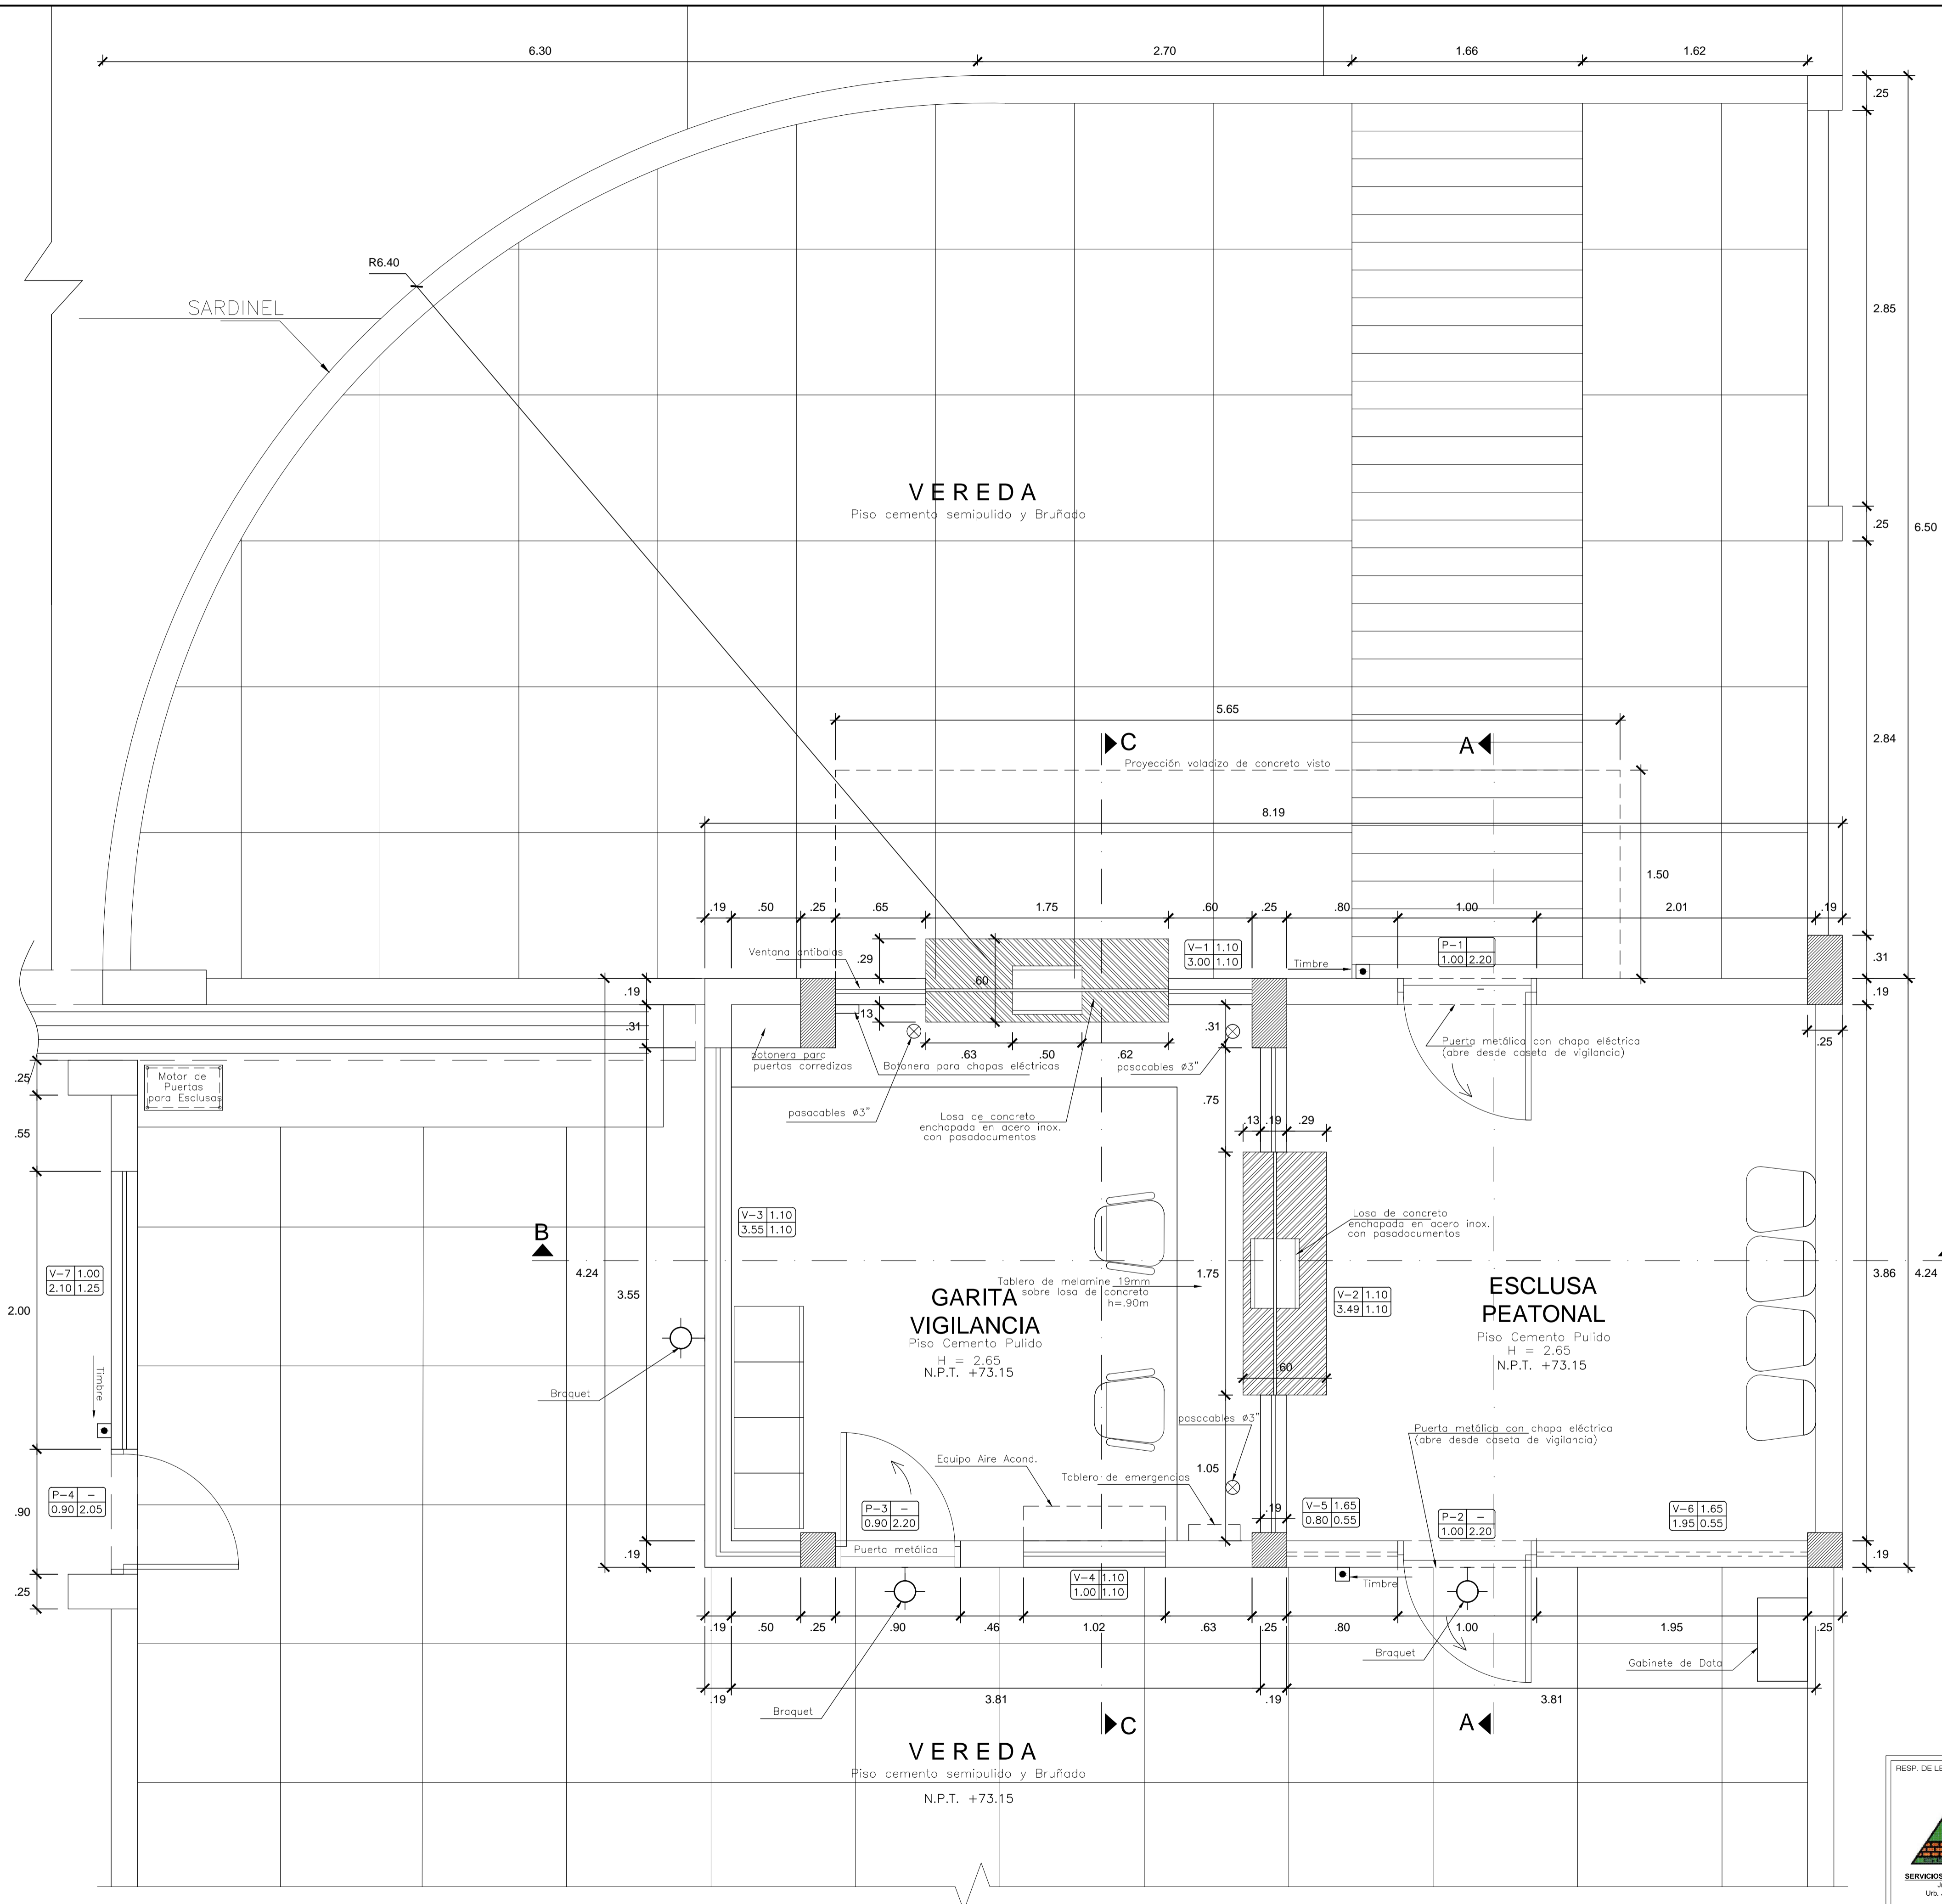 6.30
2.70
1.66
1.62
.25
R6.40
SARDINEL
2.85
VEREDA
Piso cemento semipulido y Bruñado
.25
6.50
5.65
2.84
C
A
Proyección voladizo de concreto visto
8.19
1.50
.19
.50
.25
.65
1.75
.60
.25
.80
1.00
2.01
.19
Ventana antibalas
.29
.60
V-1 1.10
3.00 1.10
Timbre
P-1
1.00 2.20
-
.31
.19
.19
.31
.13
.31
.25
botonera para
puertas corredizas
Botonera para chapas eléctricas
.63
.50
.62
pasacables ø3"
Puerta metálica con chapa eléctrica
(abre desde caseta de vigilancia)
.25
Motor de
Puertas
para Esclusas
pasacables ø3"
Losa de concreto
enchapada en acero inox.
con pasadocumentos
.75
.13
.19
.29
.55
V-3 1.10
3.55 1.10
Losa de concreto
enchapada en acero inox.
con pasadocumentos
B
V-7 1.00
2.10 1.25
2.00
4.24
3.55
Tablero de melamine 19mm
sobre losa de concreto
h=.90m
1.75
V-2 1.10
3.49 1.10
3.86
4.24
GARITA
VIGILANCIA
Piso Cemento Pulido
H = 2.65
N.P.T. +73.15
ESCLUSA
PEATONAL
Piso Cemento Pulido
H = 2.65
N.P.T. +73.15
.60
Timbre
Braquet
pasacables ø3"
Puerta metálica con chapa eléctrica
(abre desde caseta de vigilancia)
Equipo Aire Acond.
Tablero de emergencias
1.05
P-4 -
0.90 2.05
.90
P-3 -
0.90 2.20
.19
V-5 1.65
0.80 0.55
P-2 -
1.00 2.20
V-6 1.65
1.95 0.55
.19
Puerta metálica
.19
.25
V-4 1.10
1.00 1.10
Timbre
.19
.50
.25
.90
.46
1.02
.63
.25
.80
1.00
1.95
.25
Braquet
Gabinete de Data
.19
3.81
.19
3.81
Braquet
C
A
VEREDA
Piso cemento semipulido y Bruñado
N.P.T. +73.15
RESP. DE LE
SERVICIOS
Urb.